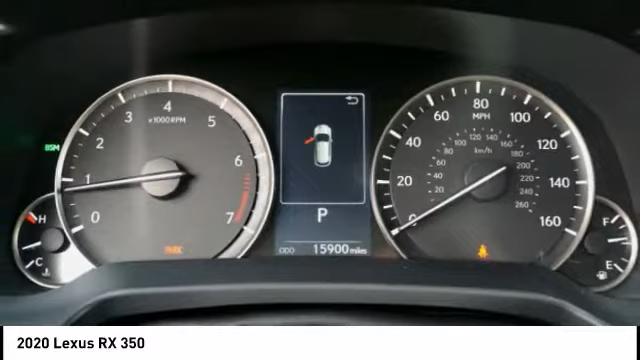 BSM
0 1 2 3 4 5 6 7
x1000 RPM
H
C
PARK
P
ODO 15900 miles
0 20 40 60 80 100 120 140 160
MPH
20 40 60 80 100 120 140 160 180 200 220 240 260
km/h
F
E
2020 Lexus RX 350